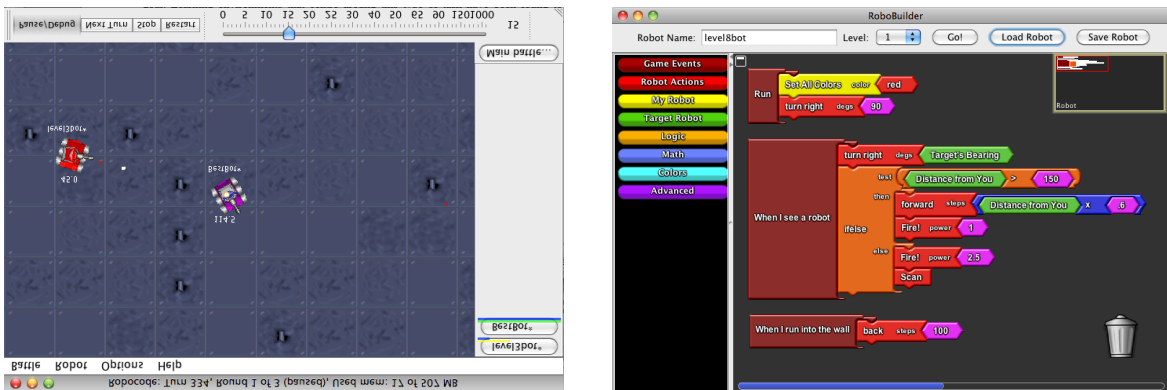 Robocode: Turn 334, Round 1 of 3 (paused), Used mem: 17 of 507 MB
Battle Robot Options Help
level3bot*
BestBot*
114.5
BestBot*
45.0
level3bot*
Main battle...
Pause/Debug Next Turn Stop Restart
0 5 10 15 20 25 30 40 50 65 90 1501000
15
RoboBuilder
Robot Name: level8bot Level: 1 Go! Load Robot Save Robot
Game Events
Robot Actions
My Robot
Target Robot
Logic
Math
Colors
Advanced
Run
Set All Colors color red
turn right degs 90
Robot
When I see a robot
turn right degs Target's Bearing
ifelse
test Distance from You > 150
then
forward steps Distance from You x .6
Fire! power 1
else
Fire! power 2.5
Scan
When I run into the wall back steps 100